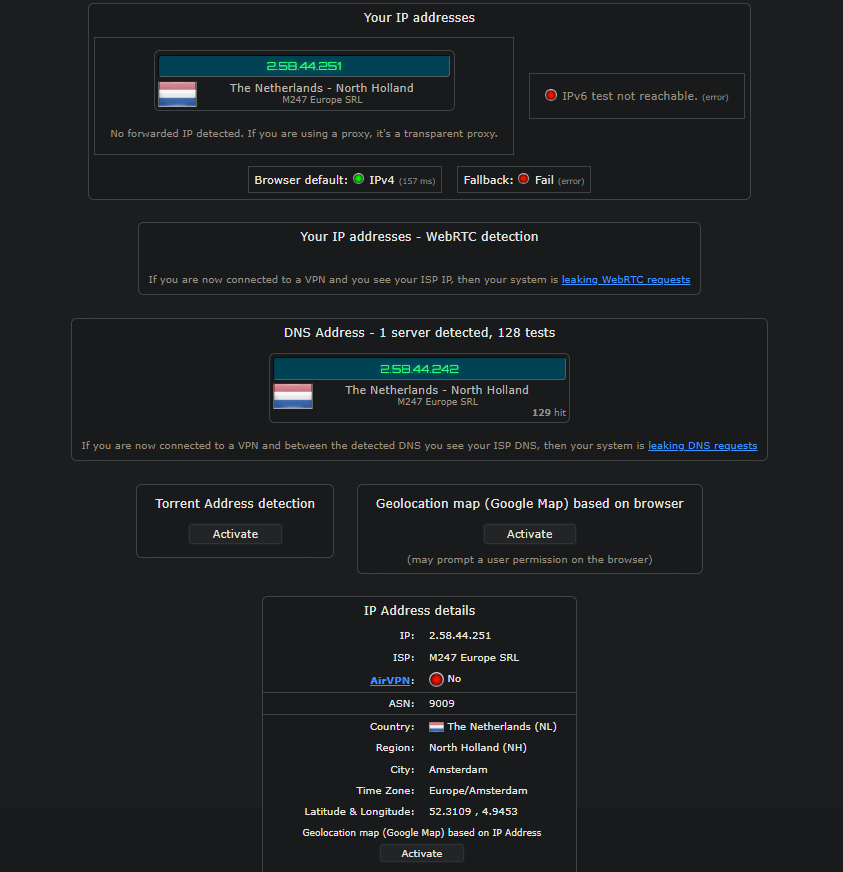 Your IP addresses
2.58.44.251
The Netherlands - North Holland
M247 Europe SRL
No forwarded IP detected. If you are using a proxy, it's a transparent proxy.
IPv6 test not reachable. (error)
Browser default: IPv4 (157 ms)
Fallback: Fail (error)
Your IP addresses - WebRTC detection
If you are now connected to a VPN and you see your ISP IP, then your system is leaking WebRTC requests
DNS Address - 1 server detected, 128 tests
2.58.44.242
The Netherlands - North Holland
M247 Europe SRL
129 hit
If you are now connected to a VPN and between the detected DNS you see your ISP DNS, then your system is leaking DNS requests
Torrent Address detection
Activate
Geolocation map (Google Map) based on browser
Activate
(may prompt a user permission on the browser)
IP Address details
IP: 2.58.44.251
ISP: M247 Europe SRL
AirVPN: No
ASN: 9009
Country: The Netherlands (NL)
Region: North Holland (NH)
City: Amsterdam
Time Zone: Europe/Amsterdam
Latitude & Longitude: 52.3109 , 4.9453
Geolocation map (Google Map) based on IP Address
Activate